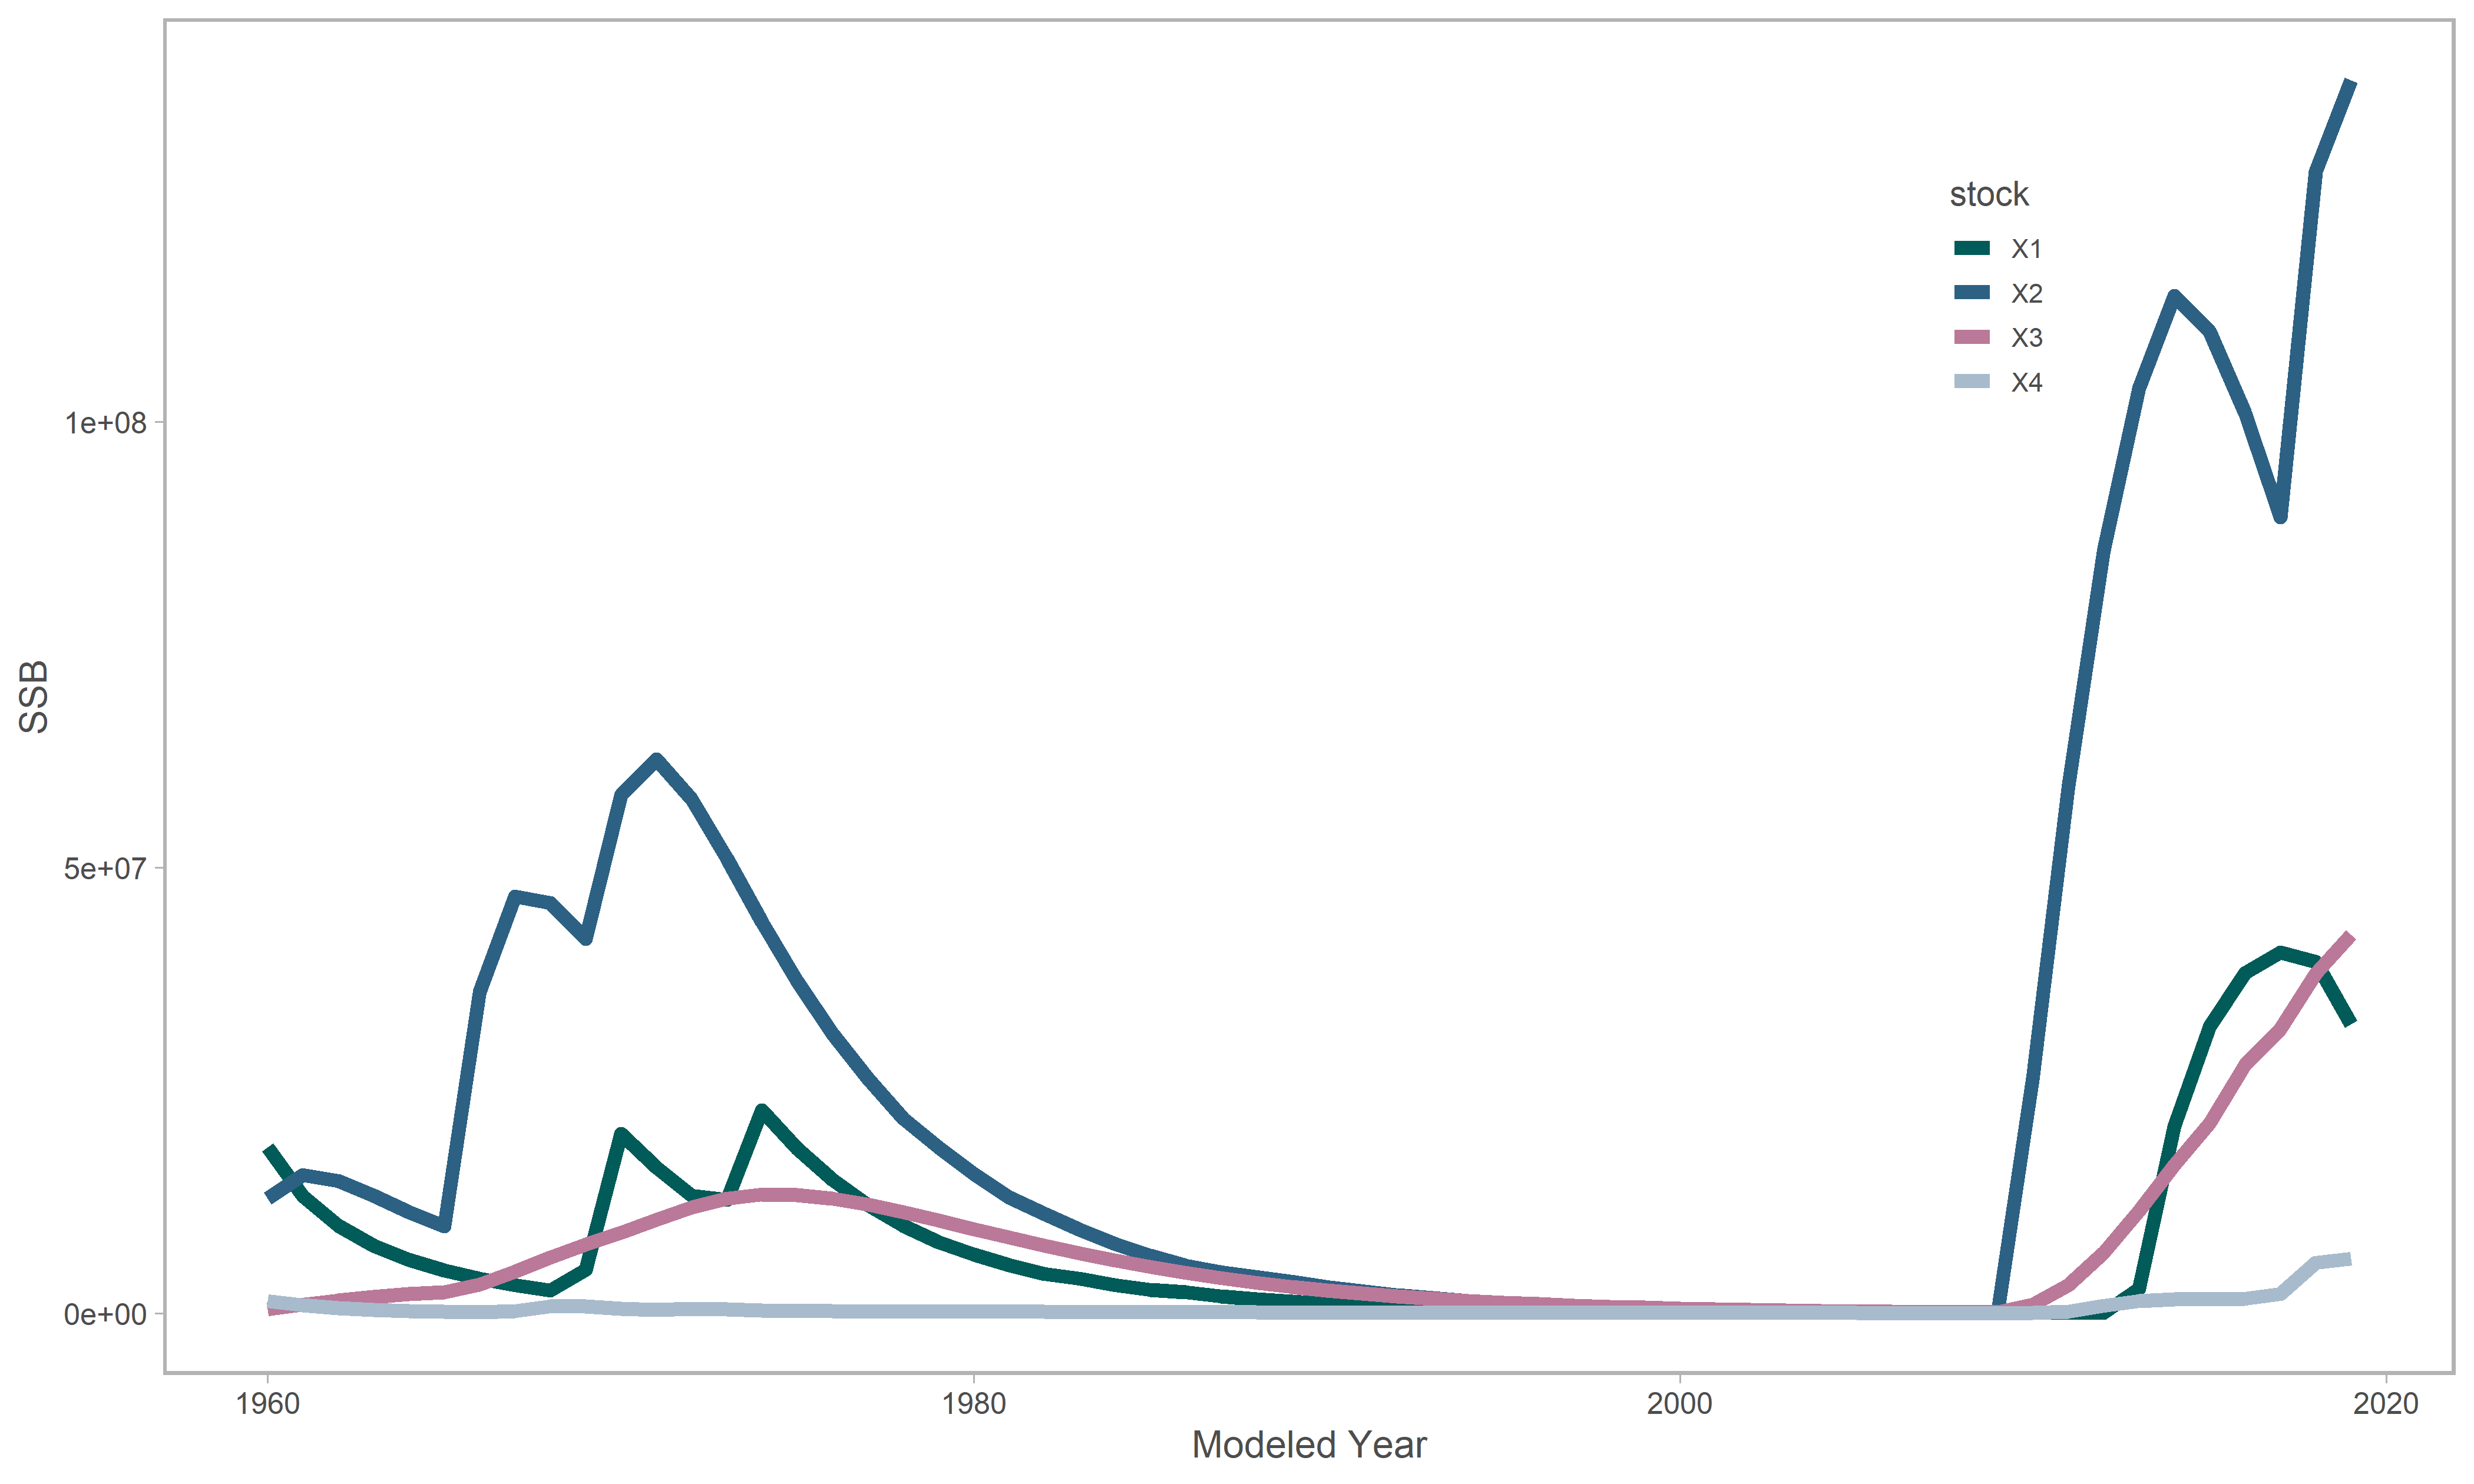 stock
X1
X2
X3
X4
1e+08
5e+07
0e+00
SSB
1960 1980 2000 2020
Modeled Year